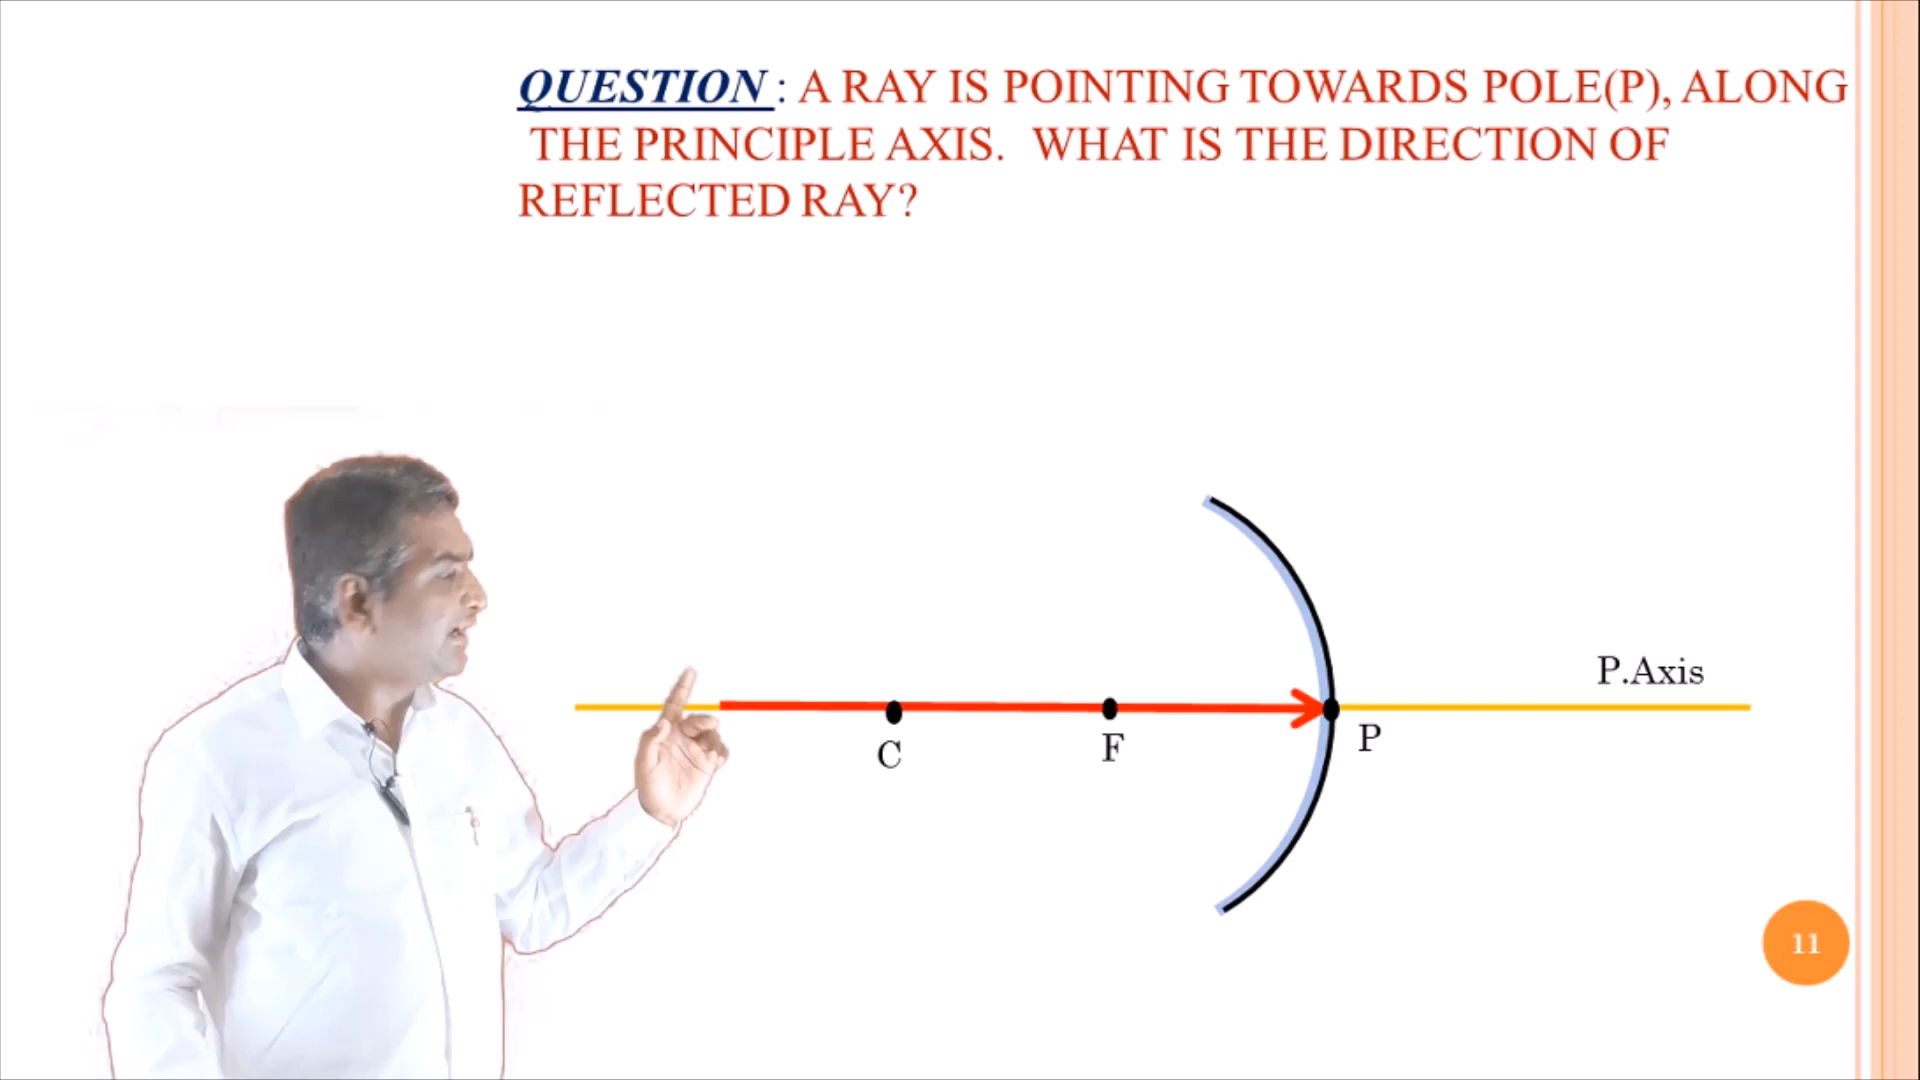 QUESTION : A RAY IS POINTING TOWARDS POLE(P), ALONG
THE PRINCIPLE AXIS. WHAT IS THE DIRECTION OF
REFLECTED RAY?
P.Axis
C
F
P
11